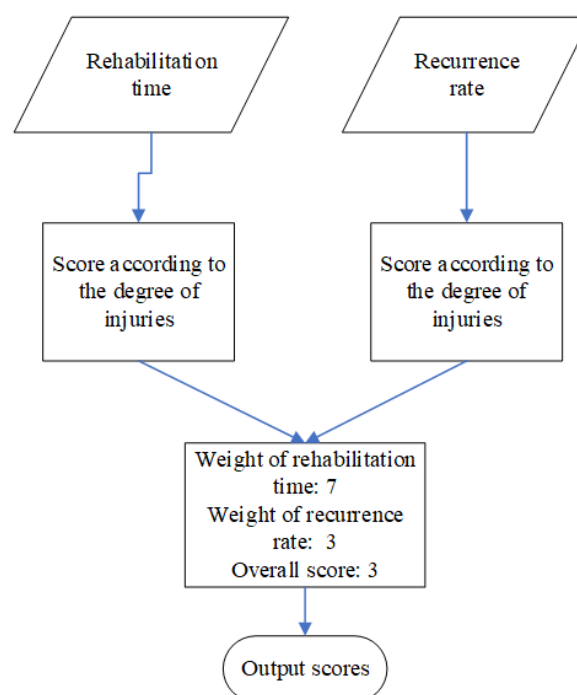 Rehabilitation
time
Recurrence
rate
Score according to
the degree of
injuries
Score according to
the degree of
injuries
Weight of rehabilitation
time: 7
Weight of recurrence
rate: 3
Overall score: 3
Output scores